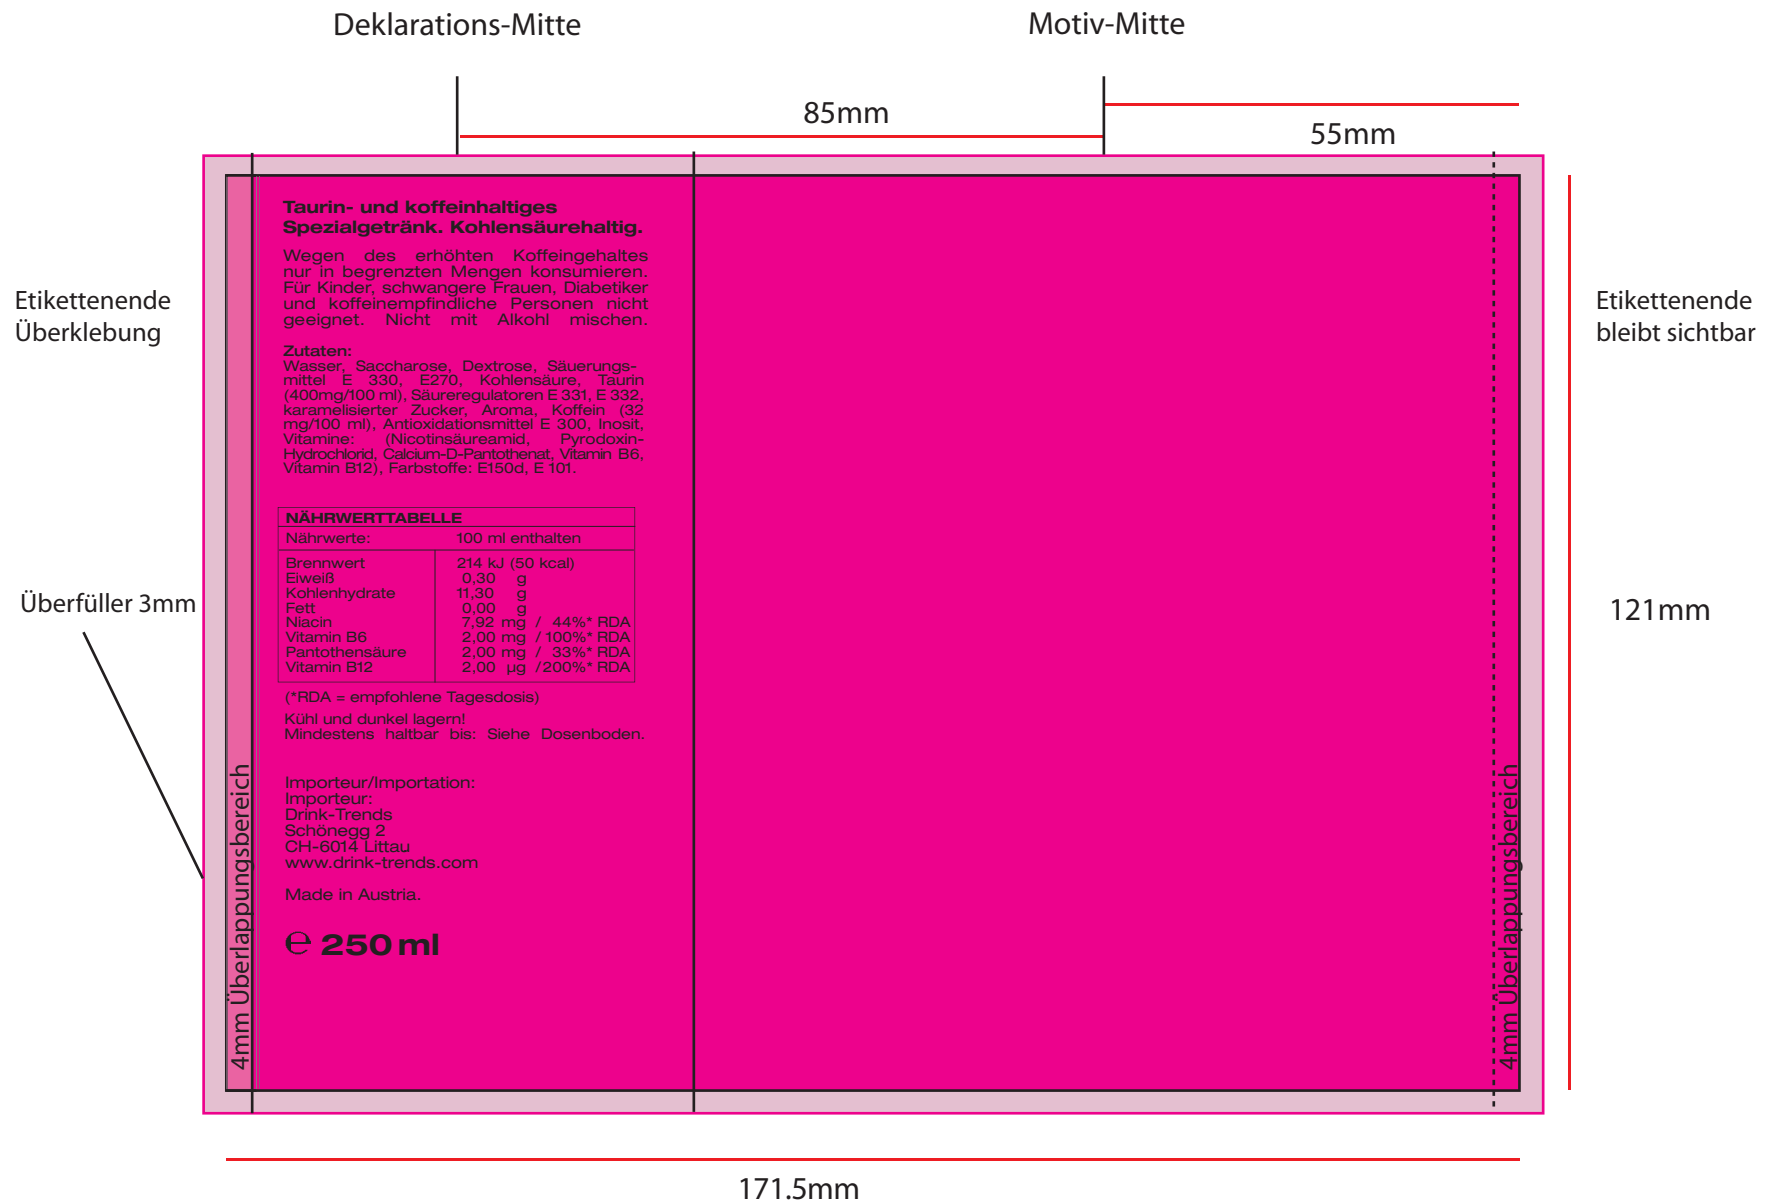 Deklarations-Mitte
Motiv-Mitte
85mm
55mm
Etikettenende
Überklebung
Überfüller 3mm
4mm Überlappungsbereich
Taurin- und koffeinhaltiges
Spezialgetränk. Kohlensäurehaltig.
Wegen des erhöhten Koffeingehaltes
nur in begrenzten Mengen konsumieren.
Für Kinder, schwangere Frauen, Diabetiker
und koffeinempfindliche Personen nicht
geeignet. Nicht mit Alkohl mischen.
Zutaten:
Wasser, Saccharose, Dextrose, Säuerungs-
mittel E 330, E270, Kohlensäure, Taurin
(400mg/100 ml), Säureregulatoren E 331, E 332,
karamelisierter Zucker, Aroma, Koffein (32
mg/100 ml), Antioxidationsmittel E 300, Inosit,
Vitamine: (Nicotinsäureamid, Pyrodoxin-
Hydrochlorid, Calcium-D-Pantothenat, Vitamin B6,
Vitamin B12), Farbstoffe: E150d, E 101.
NÄHRWERTTABELLE
Nährwerte: 100 ml enthalten
Brennwert 214 kJ (50 kcal)
Eiweiß 0,30 g
Kohlenhydrate 11,30 g
Fett 0,00 g
Niacin 7,92 mg / 44%* RDA
Vitamin B6 2,00 mg / 100%* RDA
Pantothensäure 2,00 mg / 33%* RDA
Vitamin B12 2,00 µg /200%* RDA
(*RDA = empfohlene Tagesdosis)
Kühl und dunkel lagern!
Mindestens haltbar bis: Siehe Dosenboden.
Importeur/Importation:
Importeur:
Drink-Trends
Schönegg 2
CH-6014 Littau
www.drink-trends.com
Made in Austria.
℮ 250 ml
4mm Überlappungsbereich
Etikettenende
bleibt sichtbar
121mm
171.5mm